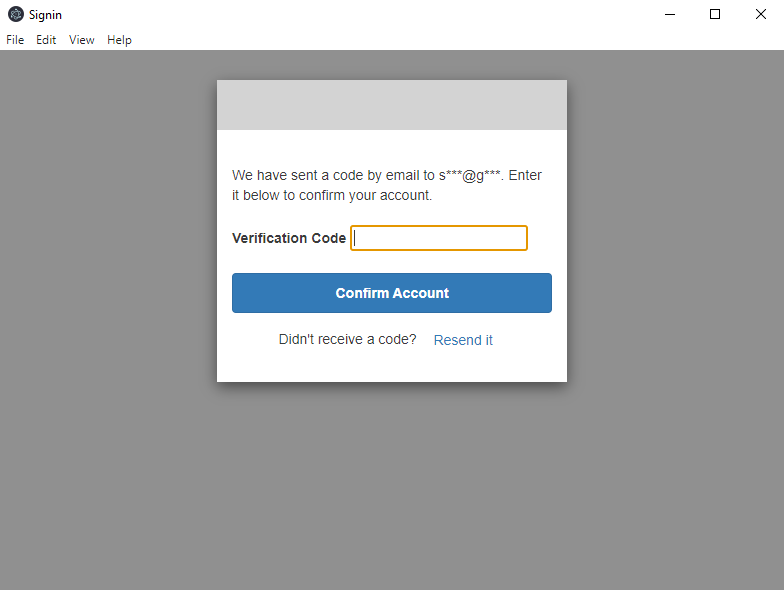 Signin
File Edit View Help
We have sent a code by email to s***@g***. Enter
it below to confirm your account.
Verification Code
Confirm Account
Didn't receive a code? Resend it